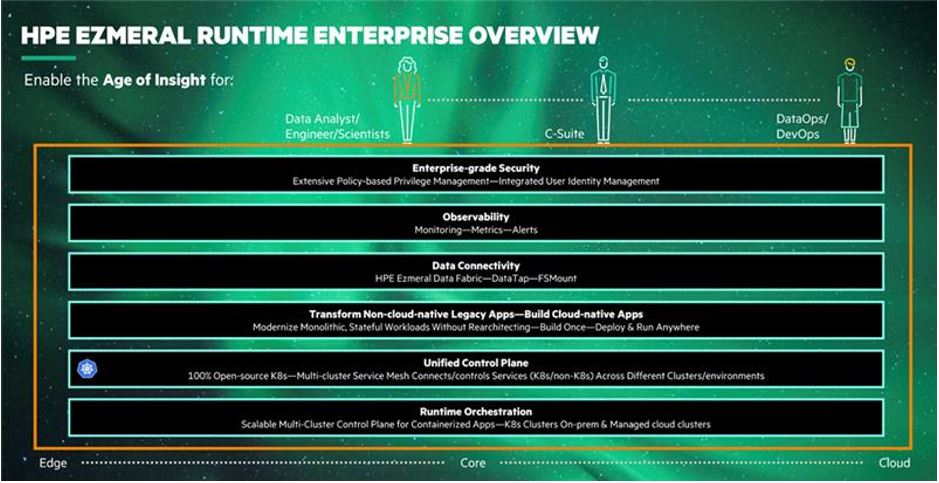 HPE EZMERAL RUNTIME ENTERPRISE OVERVIEW
Enable the Age of Insight for:
Data Analyst/
Engineer/Scientists
C-Suite
DataOps/
DevOps
Enterprise-grade Security
Extensive Policy-based Privilege Management—Integrated User Identity Management
Observability
Monitoring—Metrics—Alerts
Data Connectivity
HPE Ezmeral Data Fabric—DataTap—FSMount
Transform Non-cloud-native Legacy Apps—Build Cloud-native Apps
Modernize Monolithic, Stateful Workloads Without Rearchitecting—Build Once—Deploy & Run Anywhere
Unified Control Plane
100% Open-source K8s—Multi-cluster Service Mesh Connects/controls Services (K8s/non-K8s) Across Different Clusters/environments
Runtime Orchestration
Scalable Multi-Cluster Control Plane for Containerized Apps—K8s Clusters On-prem & Managed cloud clusters
Edge
Core
Cloud